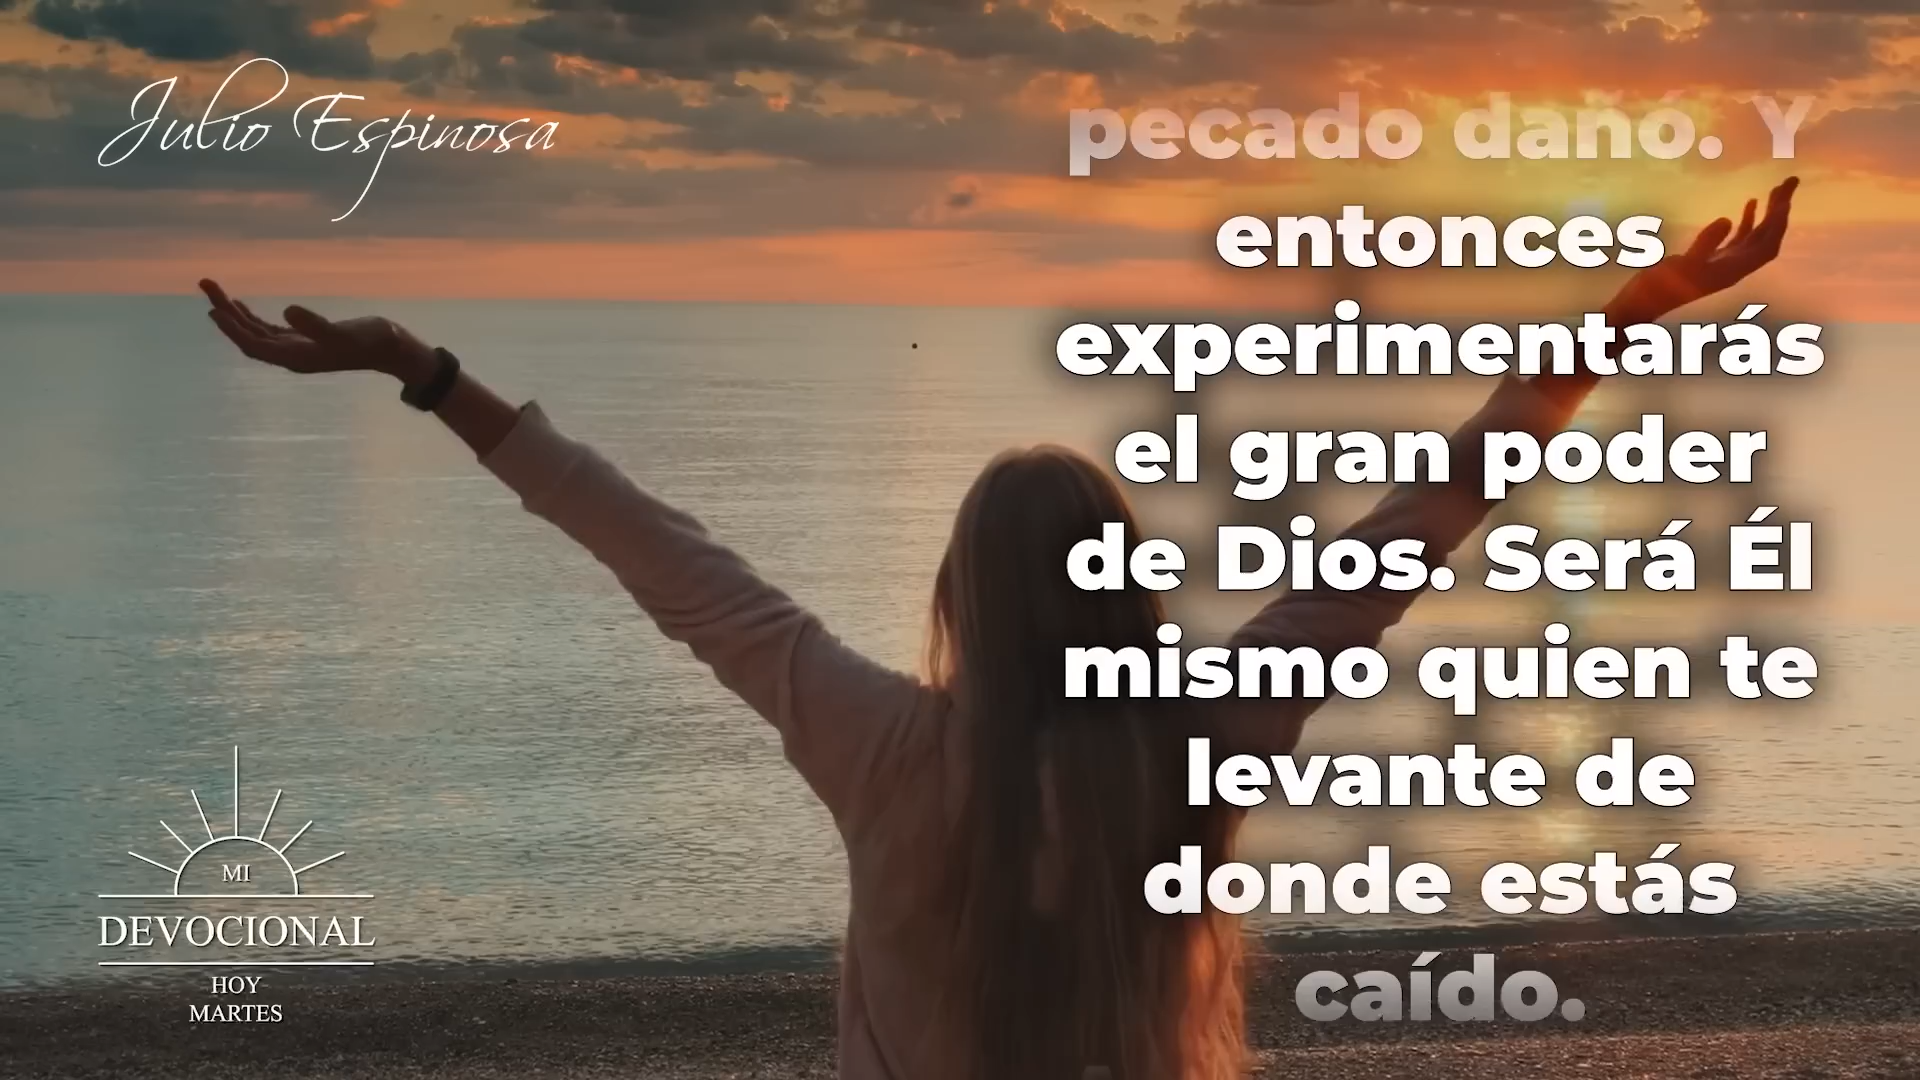 Julio Espinosa
pecado dañó. Y
entonces
experimentarás
el gran poder
de Dios. Será Él
mismo quien te
levante de
donde estás
caído.
MI
DEVOCIONAL
HOY
MARTES